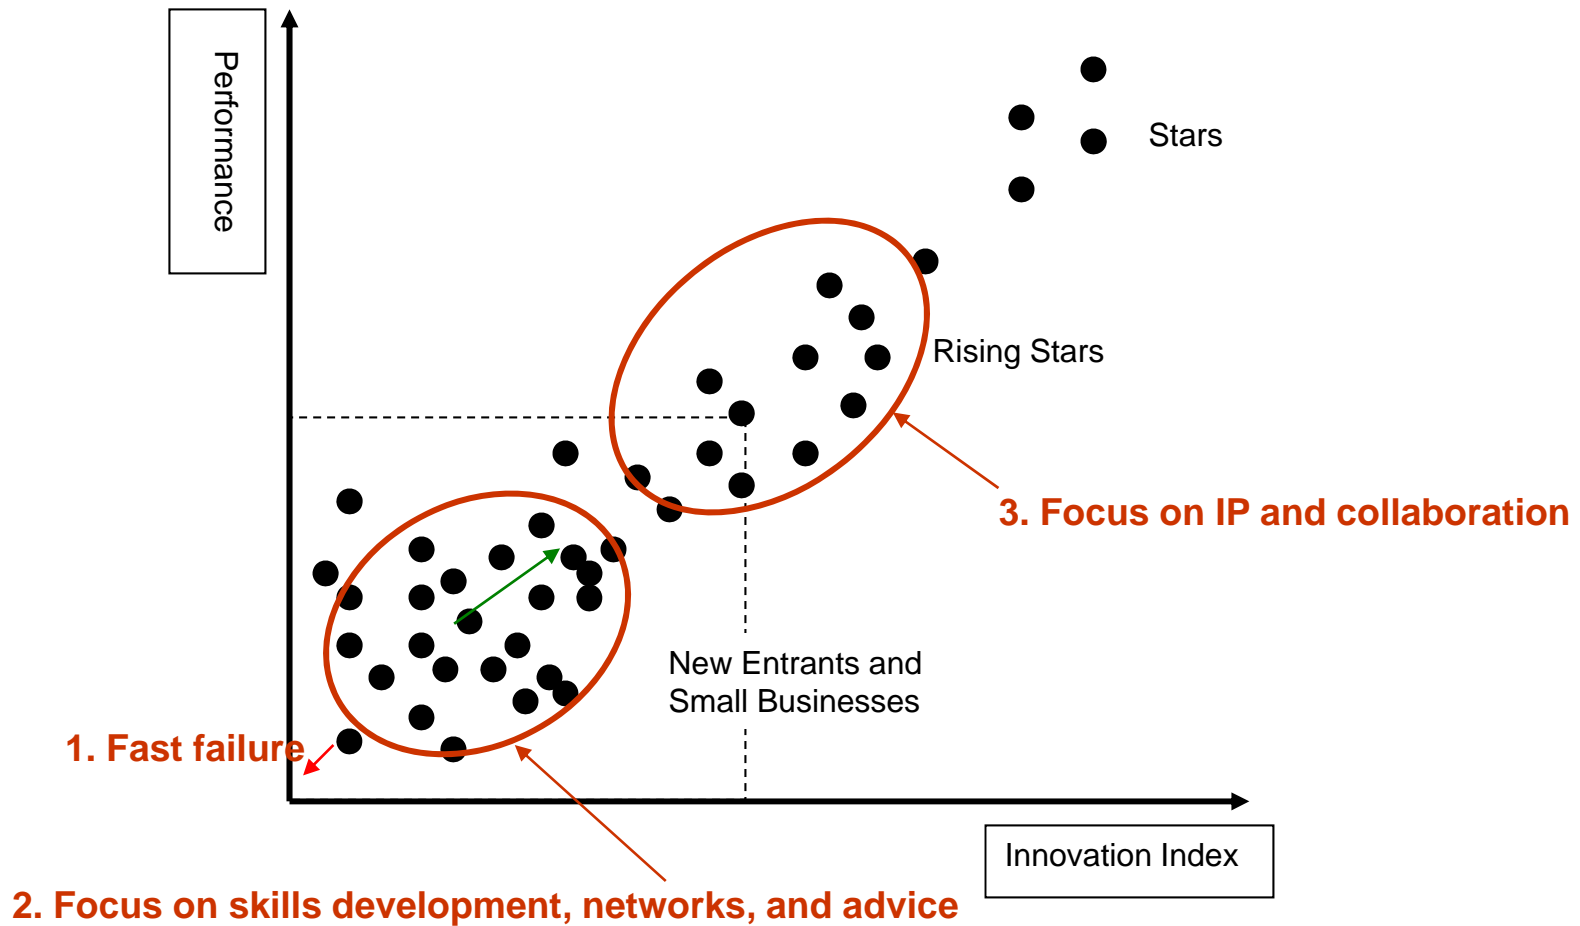 Performance
Stars
Rising Stars
3. Focus on IP and collaboration
New Entrants and
Small Businesses
1. Fast failure
Innovation Index
2. Focus on skills development, networks, and advice